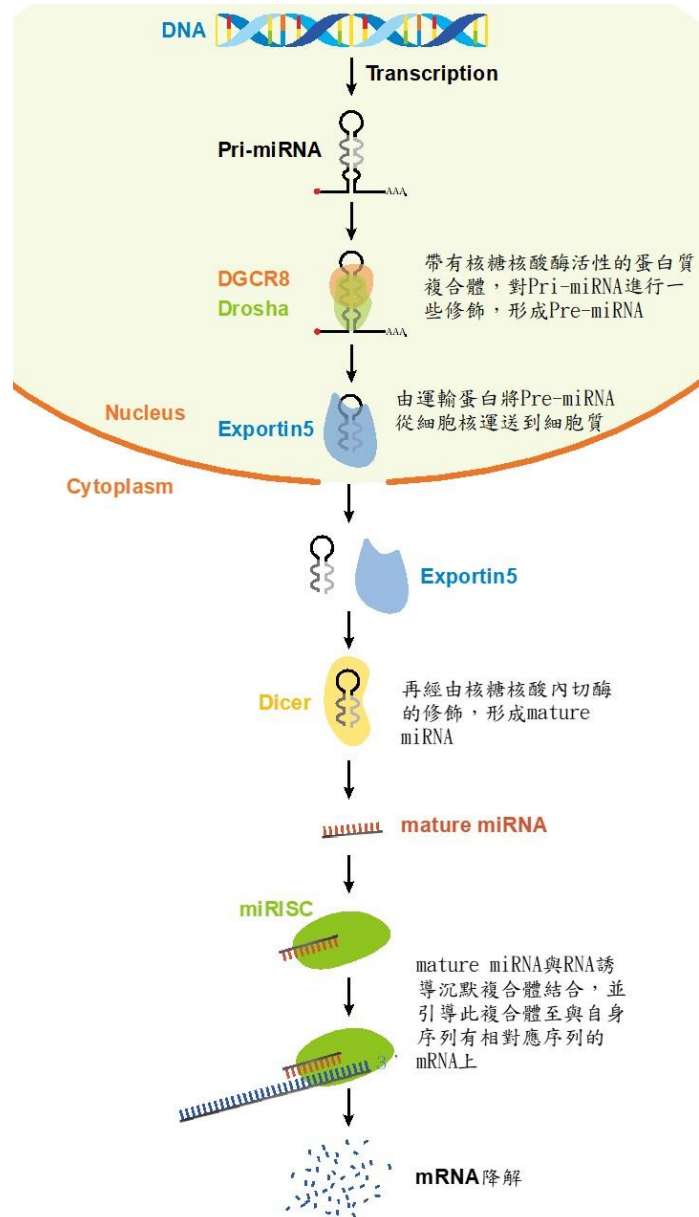 DNA
Transcription
Pri-miRNA
AAA
DGCR8
Drosha
AAA
帶有核糖核酸酶活性的蛋白質
複合體，對Pri-miRNA進行一
些修飾，形成Pre-miRNA
Nucleus
Exportin5
由運輸蛋白將Pre-miRNA
從細胞核運送到細胞質
Cytoplasm
Exportin5
Dicer
再經由核糖核酸內切酶
的修飾，形成mature
miRNA
mature miRNA
miRISC
mature miRNA與RNA誘
導沉默複合體結合，並
引導此複合體至與自身
序列有相對應序列的
mRNA上
3'
mRNA降解